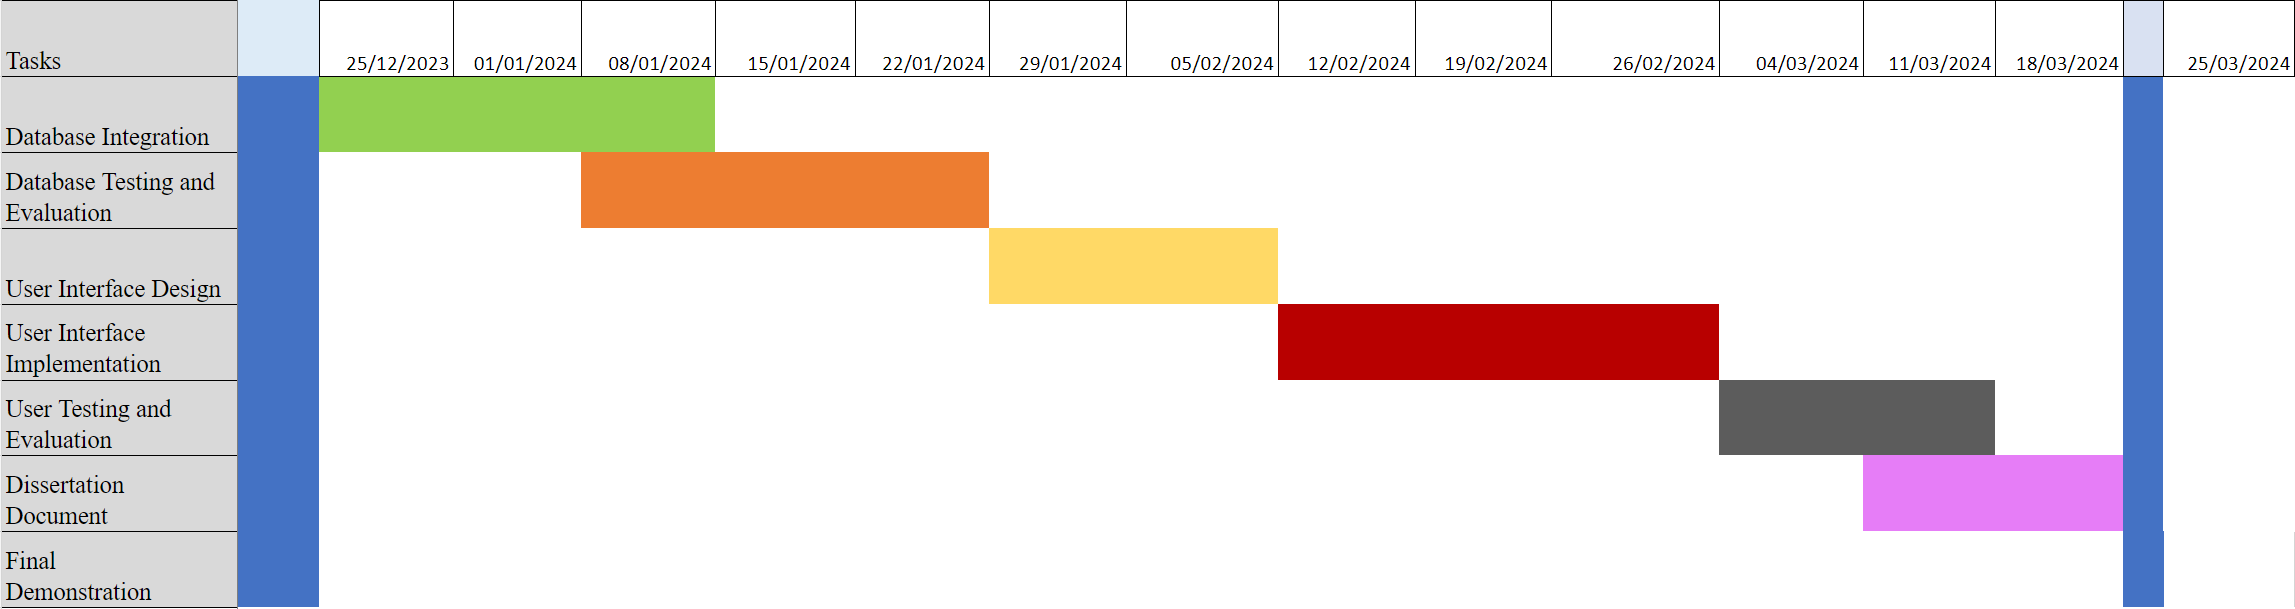 Tasks 25/12/2023 01/01/2024 08/01/2024 15/01/2024 22/01/2024 29/01/2024 05/02/2024 12/02/2024 19/02/2024 26/02/2024 04/03/2024 11/03/2024 18/03/2024 25/03/2024
Database Integration
Database Testing and
Evaluation
User Interface Design
User Interface
Implementation
User Testing and
Evaluation
Dissertation
Document
Final
Demonstration